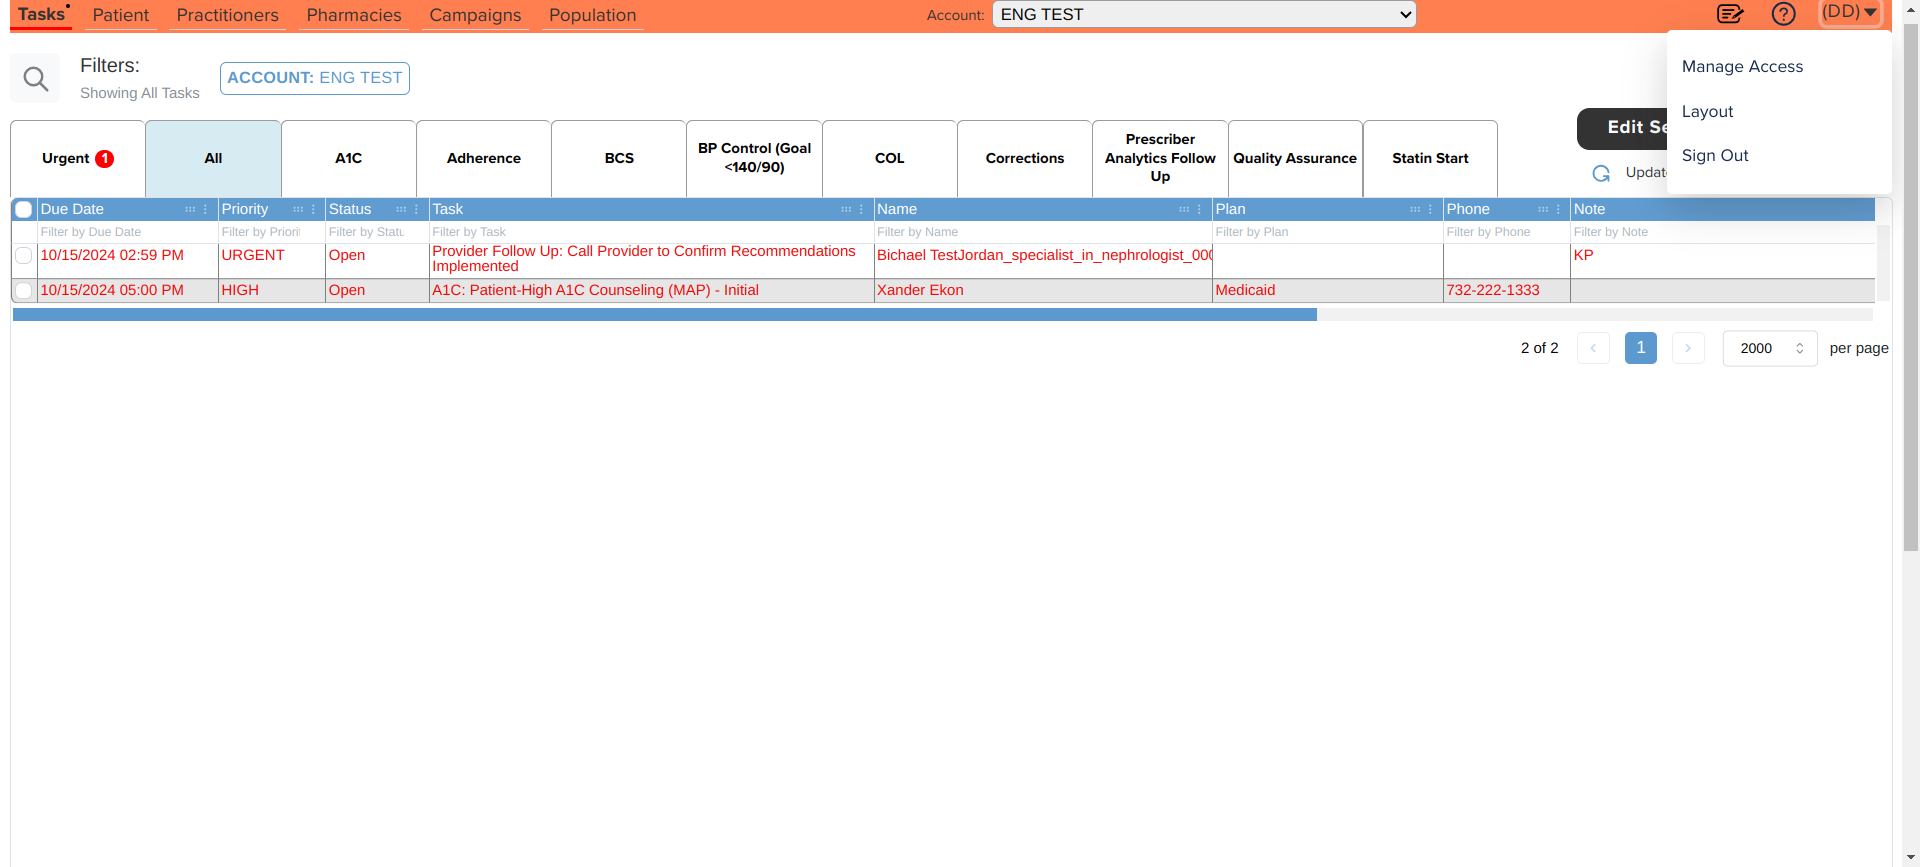 Tasks Patient Practitioners Pharmacies Campaigns Population Account: ENG TEST (DD)
Manage Access
Layout
Sign Out
Filters:
Showing All Tasks
ACCOUNT: ENG TEST
Edit Se
Updat
Urgent 1
All
A1C
Adherence
BCS
BP Control (Goal
<140/90)
COL
Corrections
Prescriber
Analytics Follow
Up
Quality Assurance
Statin Start
Due Date Priority Status Task Name Plan Phone Note
Filter by Due Date Filter by Priori Filter by Statu Filter by Task Filter by Name Filter by Plan Filter by Phone Filter by Note
10/15/2024 02:59 PM URGENT Open Provider Follow Up: Call Provider to Confirm Recommendations
Implemented Bichael TestJordan_specialist_in_nephrologist_000 KP
10/15/2024 05:00 PM HIGH Open A1C: Patient-High A1C Counseling (MAP) - Initial Xander Ekon Medicaid 732-222-1333
2 of 2 1 2000 per page